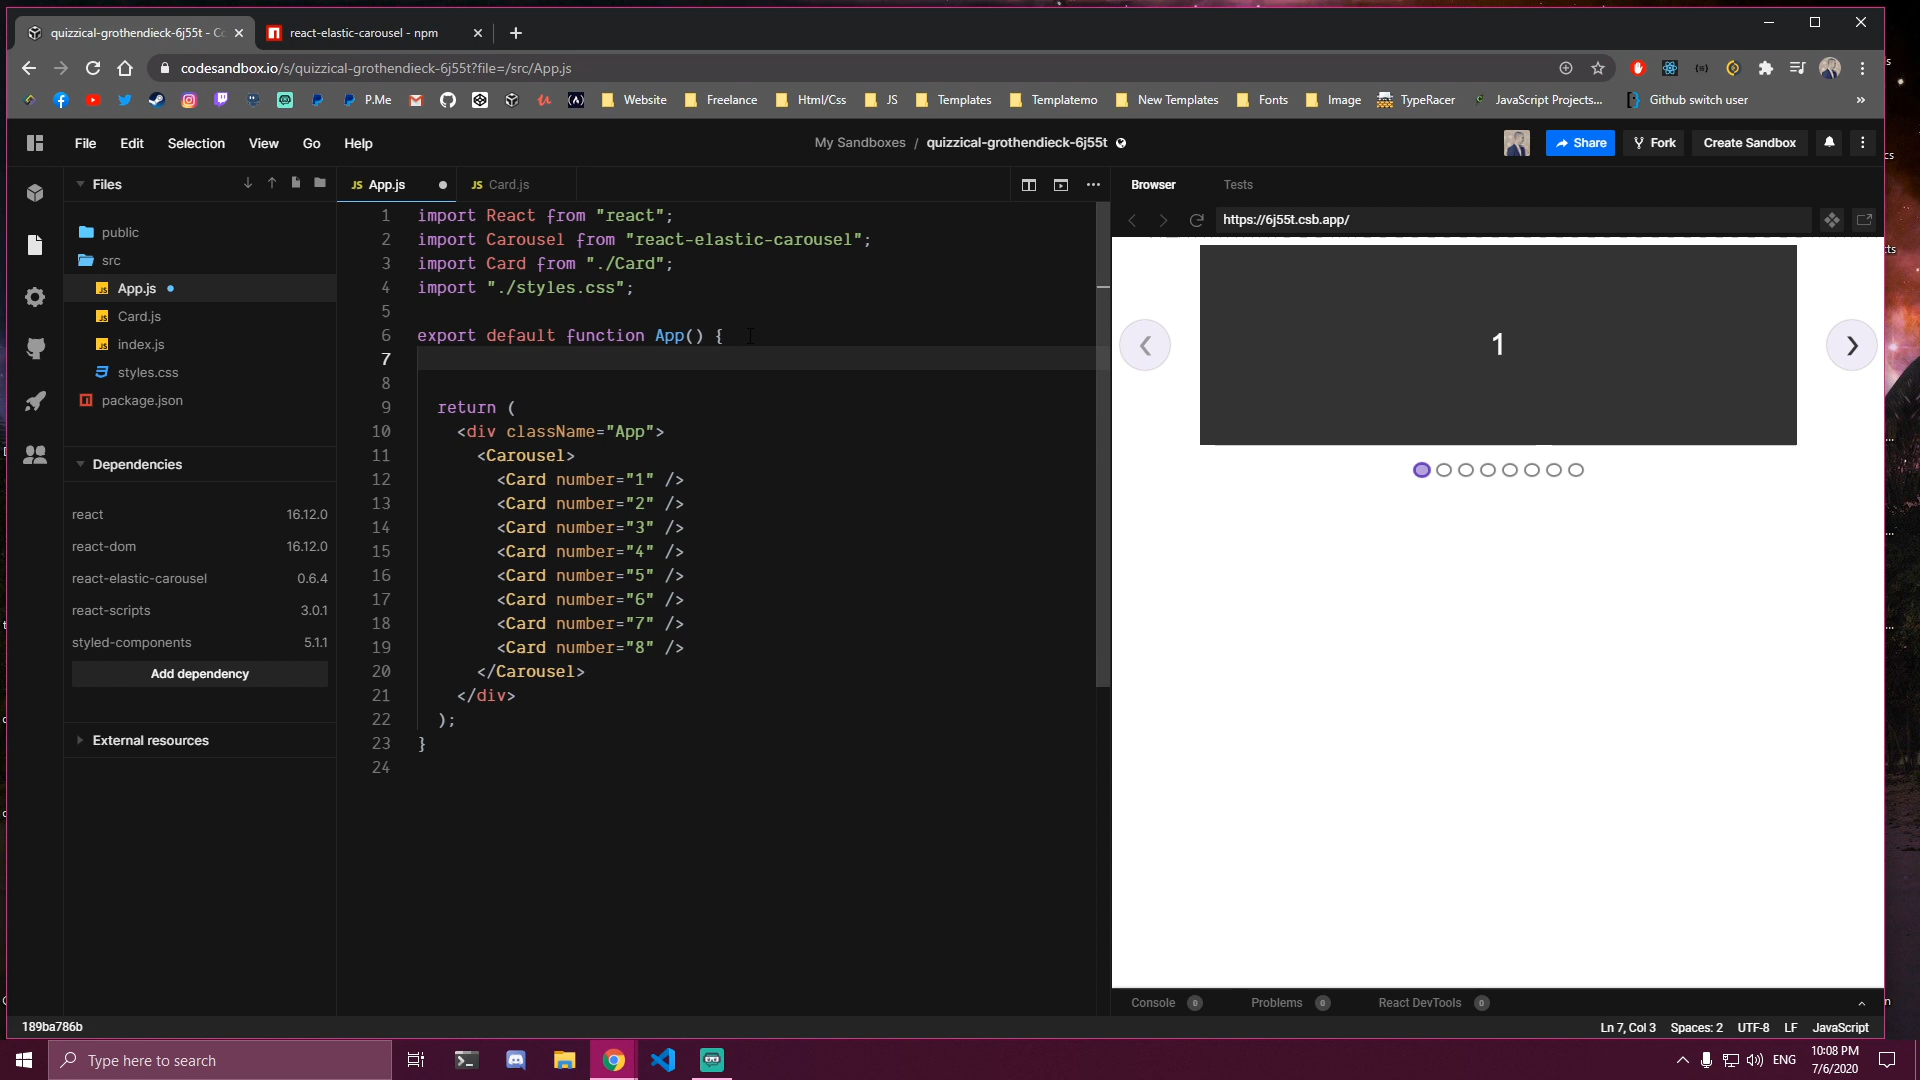 quizzical-grothendieck-6j55t - Co
react-elastic-carousel - npm
codesandbox.io/s/quizzical-grothendieck-6j55t?file=/src/App.js
P.Me
Website
Freelance
Html/Css
JS
Templates
Templatemo
New Templates
Fonts
Image
TypeRacer
JavaScript Projects...
Github switch user
»
File
Edit
Selection
View
Go
Help
My Sandboxes / quizzical-grothendieck-6j55t
Share
Fork
Create Sandbox
Files
JS App.js
JS Card.js
Browser
Tests
https://6j55t.csb.app/
public
src
App.js
Card.js
index.js
styles.css
package.json
Dependencies
react 16.12.0
react-dom 16.12.0
react-elastic-carousel 0.6.4
react-scripts 3.0.1
styled-components 5.1.1
Add dependency
External resources
1 import React from "react";
2 import Carousel from "react-elastic-carousel";
3 import Card from "./Card";
4 import "./styles.css";
5
6 export default function App() {
7
8
9 return (
10 <div className="App">
11 <Carousel>
12 <Card number="1" />
13 <Card number="2" />
14 <Card number="3" />
15 <Card number="4" />
16 <Card number="5" />
17 <Card number="6" />
18 <Card number="7" />
19 <Card number="8" />
20 </Carousel>
21 </div>
22 );
23 }
24
1
Console 0
Problems 0
React DevTools 0
189ba786b
Ln 7, Col 3
Spaces: 2
UTF-8
LF
JavaScript
Type here to search
ENG
10:08 PM
7/6/2020